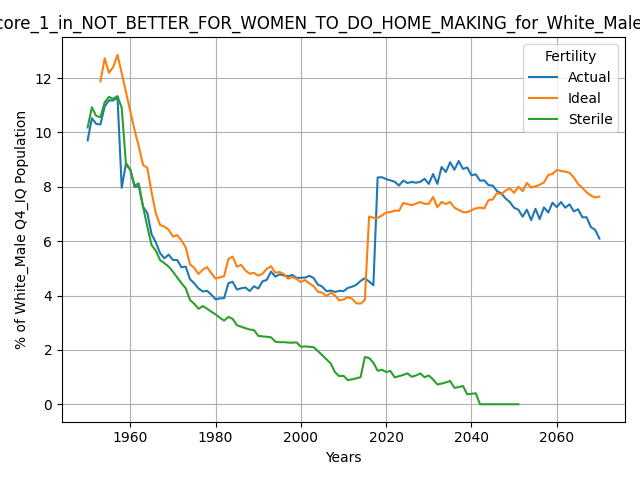 core_1_in_NOT_BETTER_FOR_WOMEN_TO_DO_HOME_MAKING_for_White_Male
Fertility
Actual
Ideal
Sterile
% of White_Male Q4_IQ Population
12
10
8
6
4
2
0
1960 1980 2000 2020 2040 2060
Years